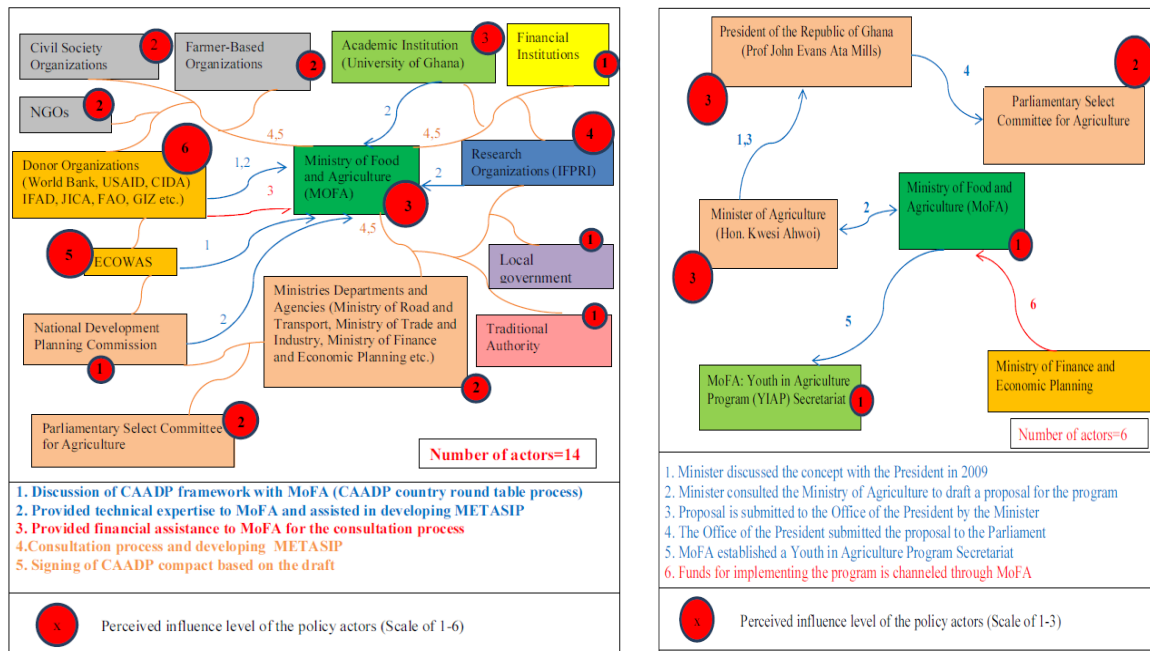 Civil Society
Organizations
2
Farmer-Based
Organizations
2
Academic Institution
(University of Ghana)
3
Financial
Institutions
1
NGOs
2
2
4,5
4,5
6
Donor Organizations
(World Bank, USAID, CIDA)
IFAD, JICA, FAO, GIZ etc.)
1,2
3
Ministry of Food
and Agriculture
(MOFA)
3
2
Research
Organizations (IFPRI)
4
4,5
5
ECOWAS
1
Local
government
1
National Development
Planning Commission
1
2
Ministries Departments and
Agencies (Ministry of Road and
Transport, Ministry of Trade and
Industry, Ministry of Finance
and Economic Planning etc.)
2
Traditional
Authority
1
Parliamentary Select Committee
for Agriculture
2
Number of actors=14
1. Discussion of CAADP framework with MoFA (CAADP country round table process)
2. Provided technical expertise to MoFA and assisted in developing METASIP
3. Provided financial assistance to MoFA for the consultation process
4.Consultation process and developing METASIP
5. Signing of CAADP compact based on the draft
x
Perceived influence level of the policy actors (Scale of 1-6)
President of the Republic of Ghana
(Prof John Evans Ata Mills)
3
4
2
Parliamentary Select
Committee for Agriculture
1,3
Minister of Agriculture
(Hon. Kwesi Ahwoi)
3
2
Ministry of Food and
Agriculture (MoFA)
1
5
6
MoFA: Youth in Agriculture
Program (YIAP) Secretariat
1
Ministry of Finance and
Economic Planning
Number of actors=6
1. Minister discussed the concept with the President in 2009
2. Minister consulted the Ministry of Agriculture to draft a proposal for the program
3. Proposal is submitted to the Office of the President by the Minister
4. The Office of the President submitted the proposal to the Parliament
5. MoFA established a Youth in Agriculture Program Secretariat
6. Funds for implementing the program is channeled through MoFA
x
Perceived influence level of the policy actors (Scale of 1-3)